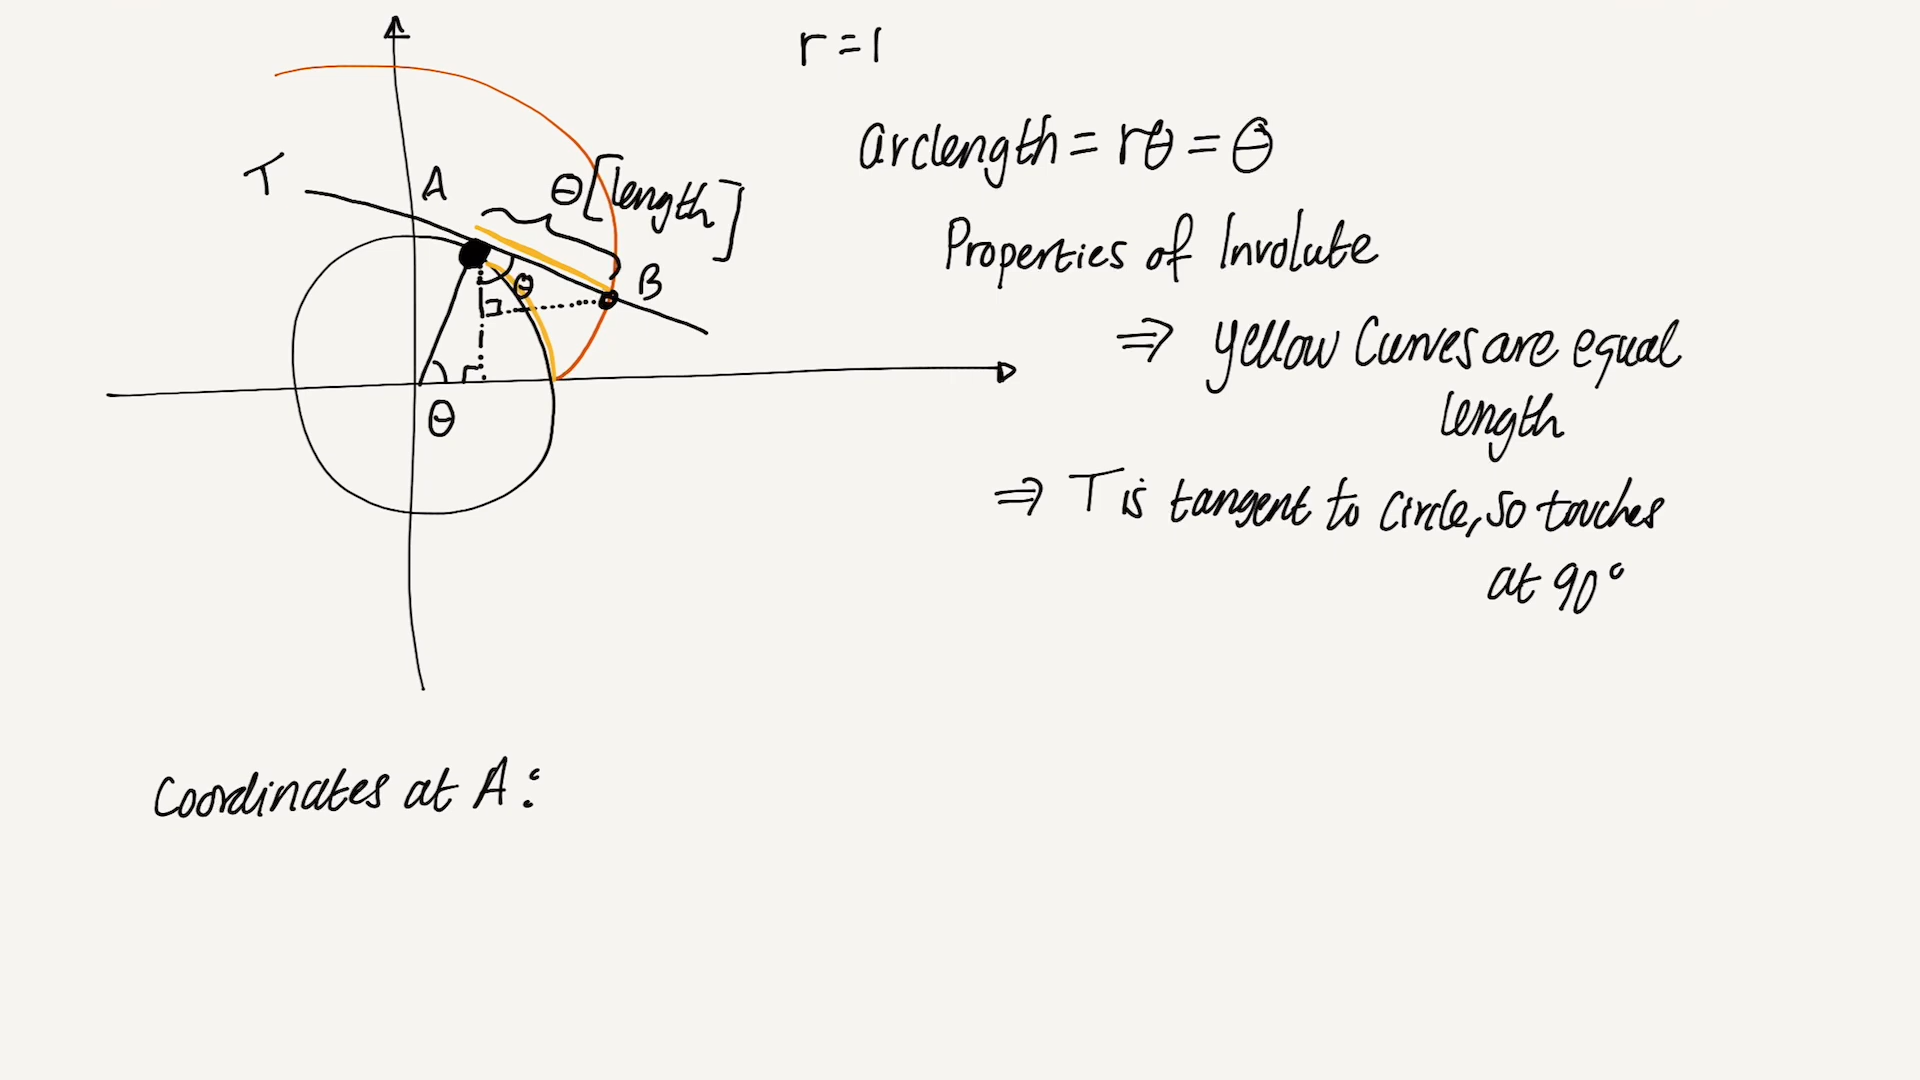 r = 1
arclength = rθ = θ
T
A
θ [length]
Properties of Involute
θ
B
⇒ yellow Curves are equal
length
θ
⇒ T is tangent to circle, so touches
at 90°
Coordinates at A: